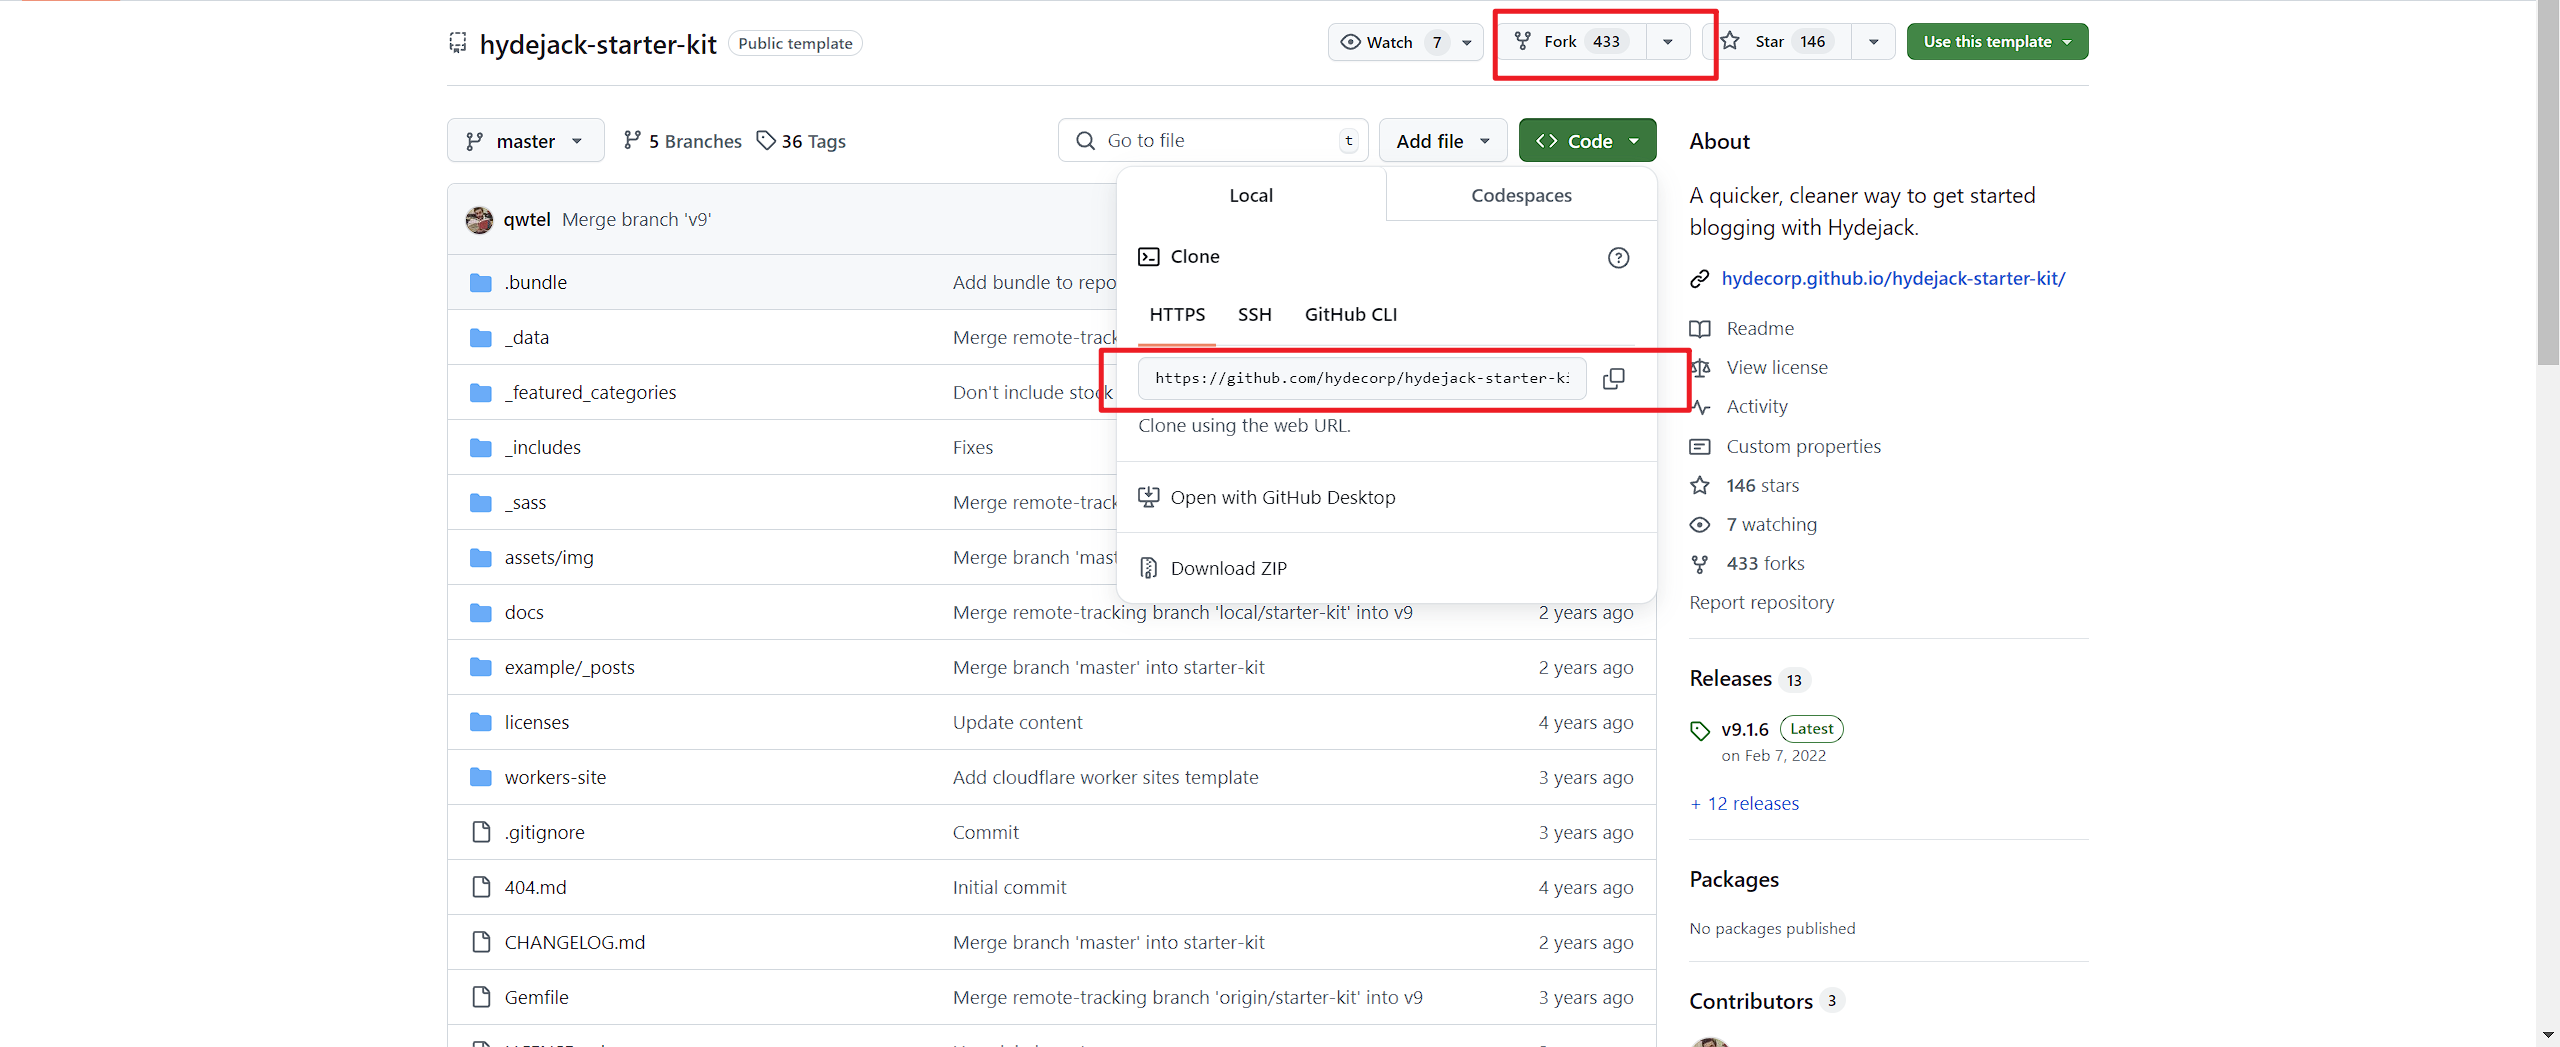 hydejack-starter-kit Public template Watch 7 Fork 433 Star 146 Use this template
master 5 Branches 36 Tags Go to file t Add file Code
Local Codespaces
qwtel Merge branch 'v9'
Clone
HTTPS SSH GitHub CLI
https://github.com/hydecorp/hydejack-starter-ki
Clone using the web URL.
Open with GitHub Desktop
Download ZIP
.bundle Add bundle to repo
_data Merge remote-track
_featured_categories Don't include stock
_includes Fixes
_sass Merge remote-track
assets/img Merge branch 'mast
docs Merge remote-tracking branch 'local/starter-kit' into v9 2 years ago
example/_posts Merge branch 'master' into starter-kit 2 years ago
licenses Update content 4 years ago
workers-site Add cloudflare worker sites template 3 years ago
.gitignore Commit 3 years ago
404.md Initial commit 4 years ago
CHANGELOG.md Merge branch 'master' into starter-kit 2 years ago
Gemfile Merge remote-tracking branch 'origin/starter-kit' into v9 3 years ago
About
A quicker, cleaner way to get started
blogging with Hydejack.
hydecorp.github.io/hydejack-starter-kit/
Readme
View license
Activity
Custom properties
146 stars
7 watching
433 forks
Report repository
Releases 13
v9.1.6 Latest
on Feb 7, 2022
+ 12 releases
Packages
No packages published
Contributors 3